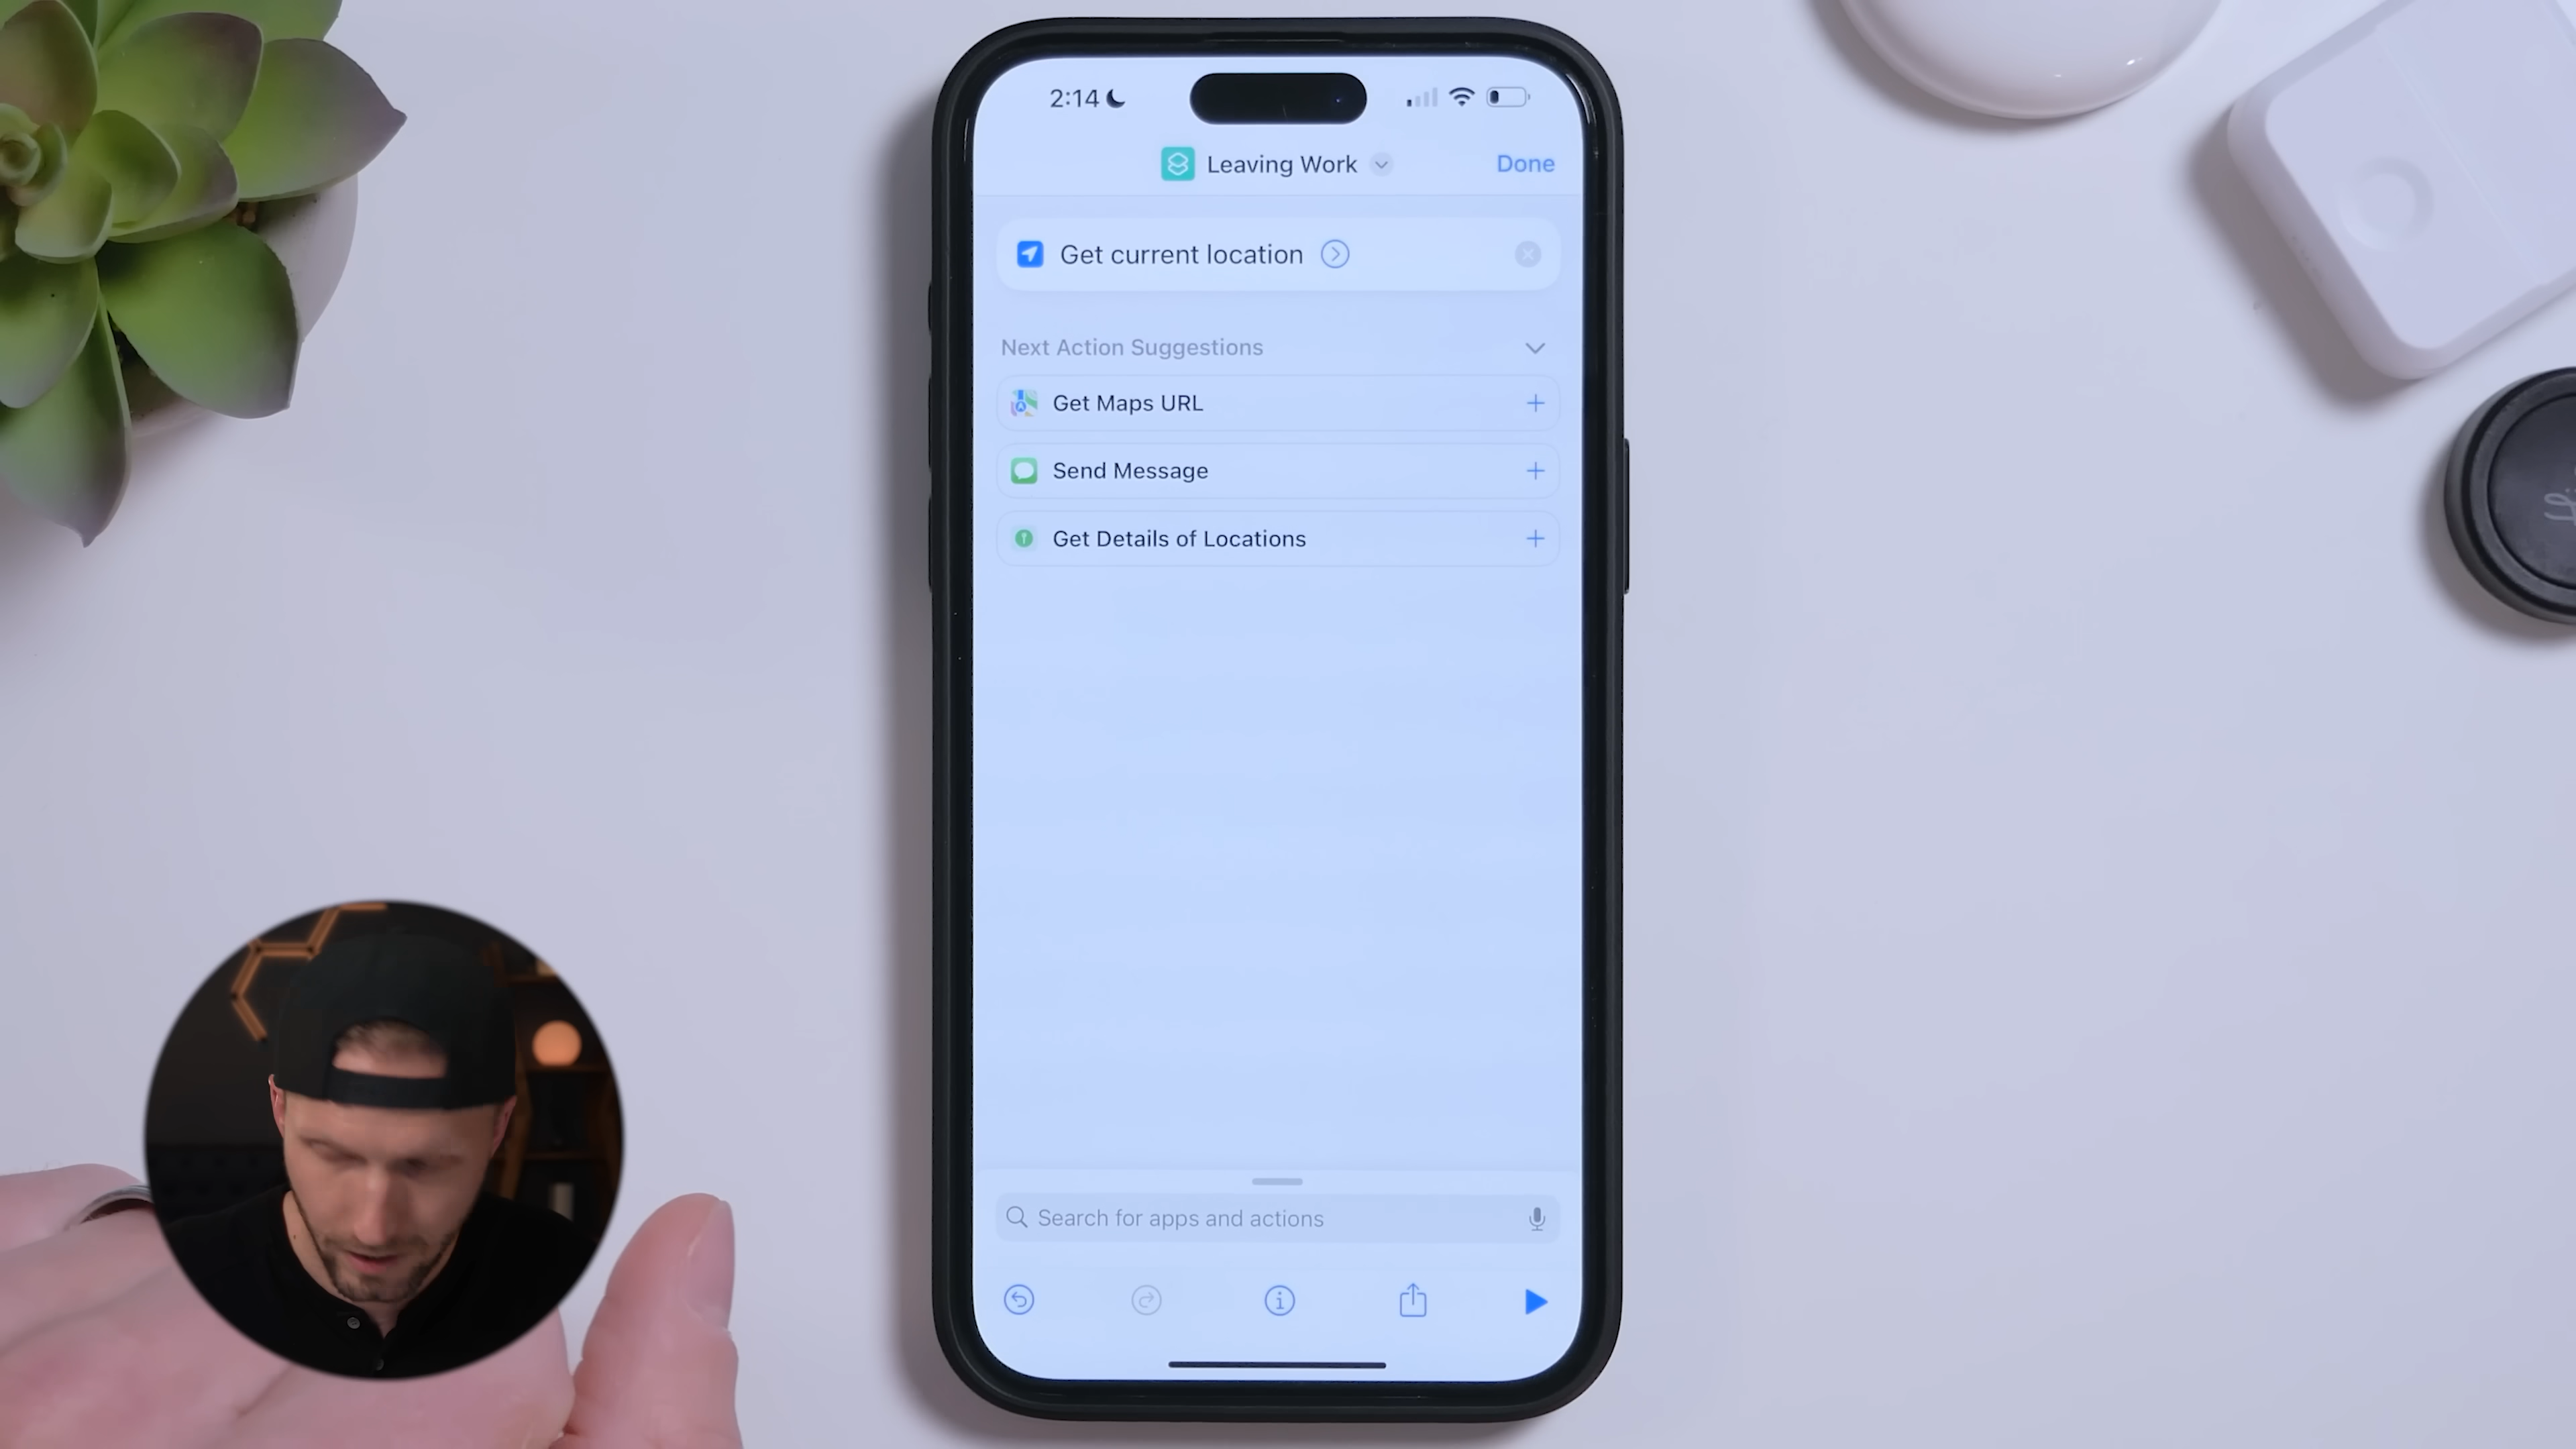 2:14
Leaving Work
Done
Get current location
Next Action Suggestions
Get Maps URL
Send Message
Get Details of Locations
Search for apps and actions